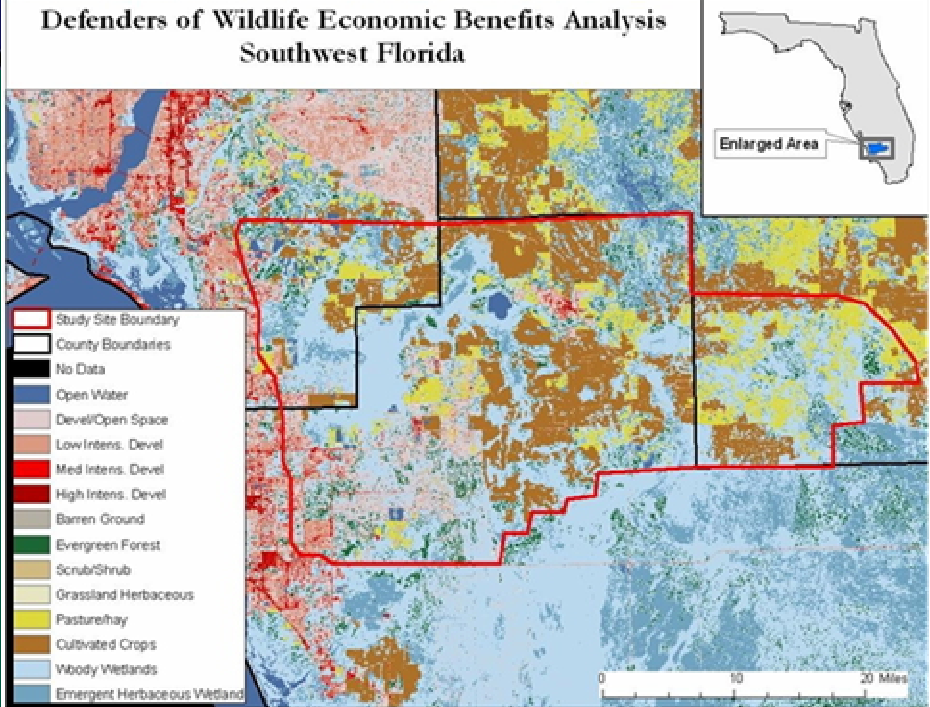 Defenders of Wildlife Economic Benefits Analysis
Southwest Florida
Enlarged Area
Study Site Boundary
County Boundaries
No Data
Open Water
Devel/Open Space
Low Intens. Devel
Med Intens. Devel
High Intens. Devel
Barren Ground
Evergreen Forest
Scrub/Shrub
Grassland Herbaceous
Pasture/hay
Cultivated Crops
Woody Wetlands
Emergent Herbaceous Wetland
0 10 20 Miles